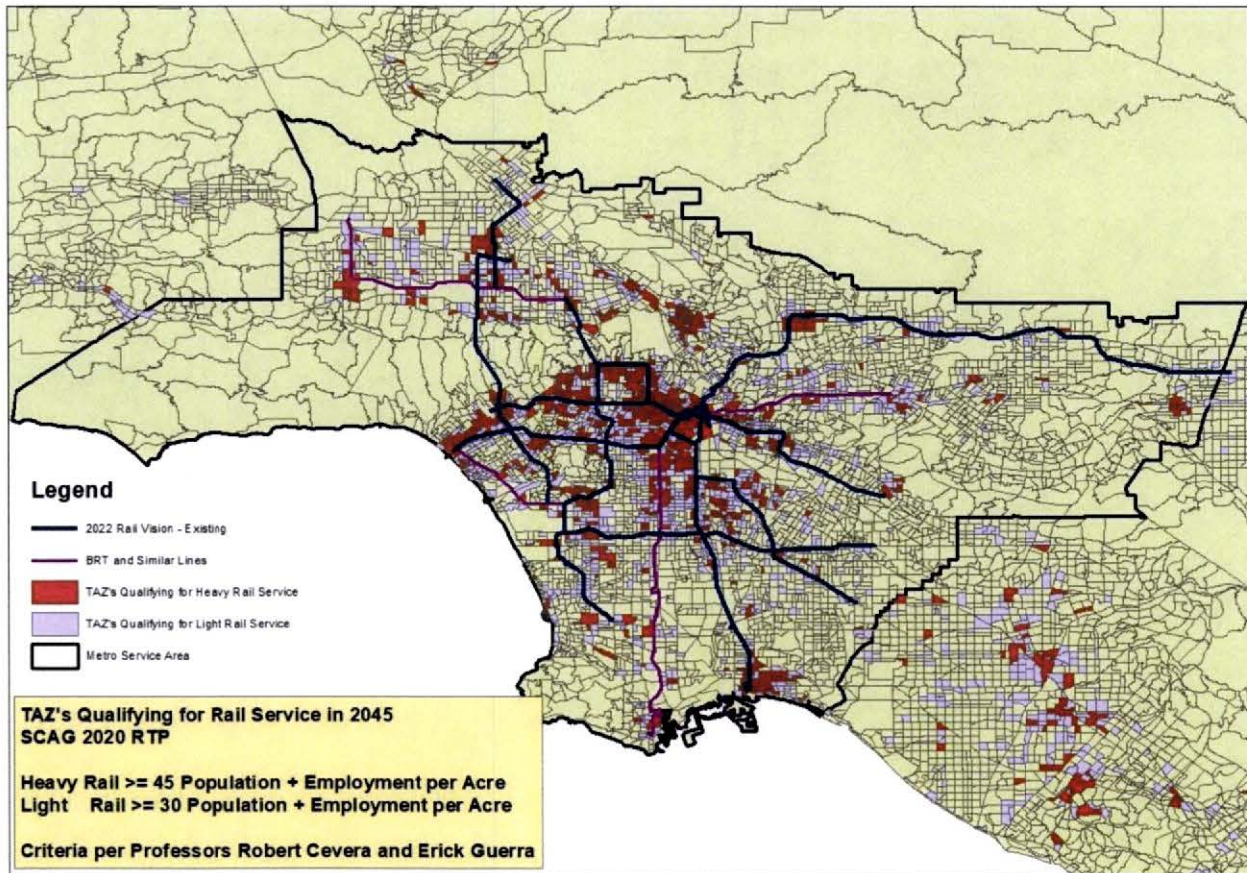 Legend
2022 Rail Vision - Existing
BRT and Similar Lines
TAZ's Qualifying for Heavy Rail Service
TAZ's Qualifying for Light Rail Service
Metro Service Area
TAZ's Qualifying for Rail Service in 2045
SCAG 2020 RTP
Heavy Rail >= 45 Population + Employment per Acre
Light Rail >= 30 Population + Employment per Acre
Criteria per Professors Robert Cevera and Erick Guerra